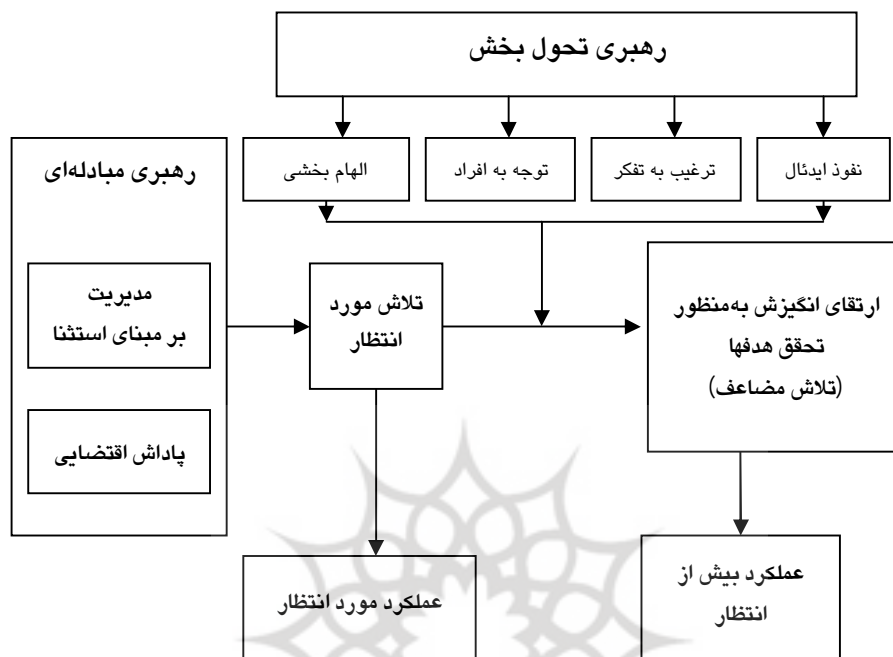 رهبری تحول بخش
نفوذ ایدئال
ترغیب به تفکر
توجه به افراد
الهام بخشی
رهبری مبادله‌ای
مدیریت
بر مبنای استثنا
پاداش اقتضایی
تلاش مورد
انتظار
ارتقای انگیزش به‌منظور
تحقق هدفها
(تلاش مضاعف)
عملکرد مورد انتظار
عملکرد بیش از
انتظار